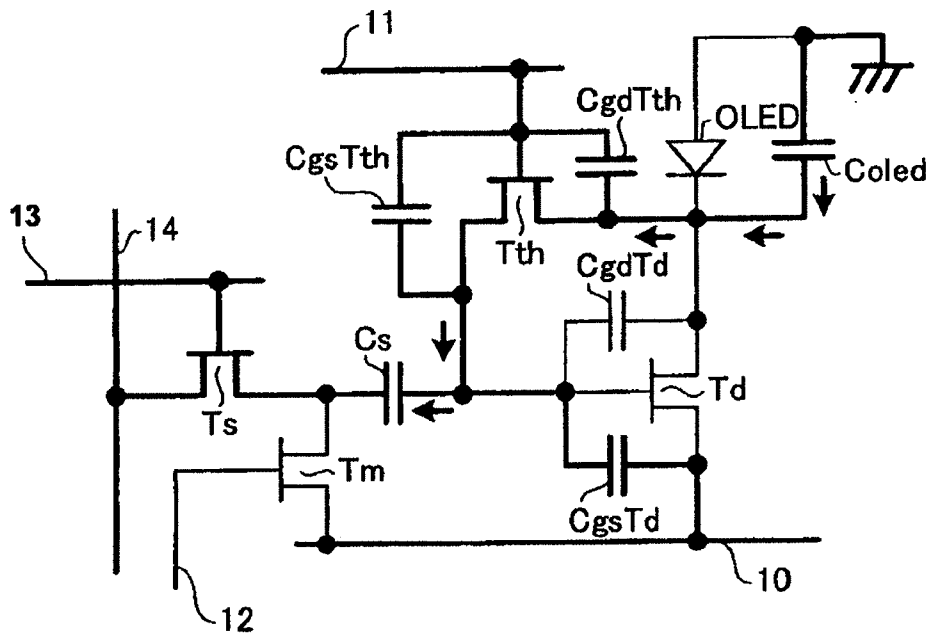 11
CgdTth
OLED
CgsTth
Coled
13
14
Tth
CgdTd
Cs
Td
Ts
Tm
CgsTd
10
12